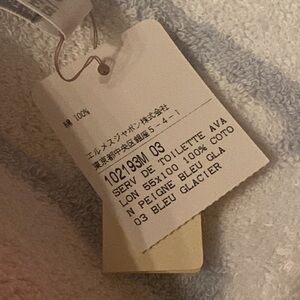 綿 100%
エルメスジャポン株式会社
東京都中央区銀座5-4-1
102193M 03
SERV DE TOILETTE AVA
LON 55x100 100% COTO
N PEIGNE BLEU GLA
03 BLEU GLACIER